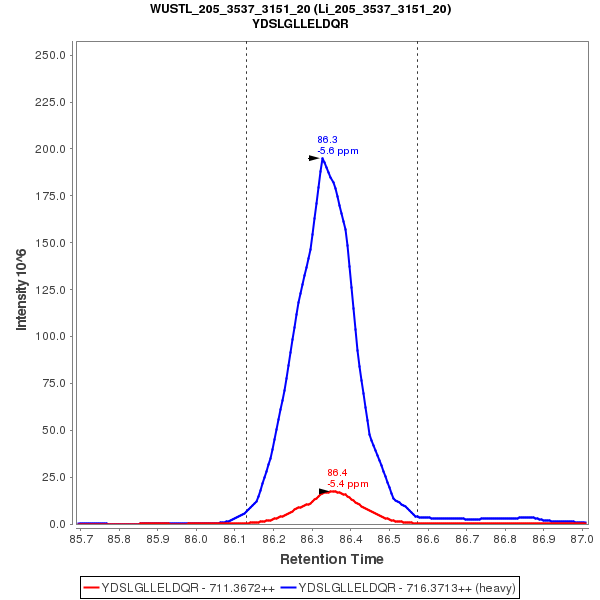 WUSTL_205_3537_3151_20 (Li_205_3537_3151_20)
YDSLGLLELDQR
250.0
225.0
200.0
175.0
150.0
125.0
100.0
75.0
50.0
25.0
0.0
Intensity 10^6
86.3
-5.6 ppm
86.4
-5.4 ppm
85.7 85.8 85.9 86.0 86.1 86.2 86.3 86.4 86.5 86.6 86.7 86.8 86.9 87.0
Retention Time
YDSLGLLELDQR - 711.3672++ YDSLGLLELDQR - 716.3713++ (heavy)